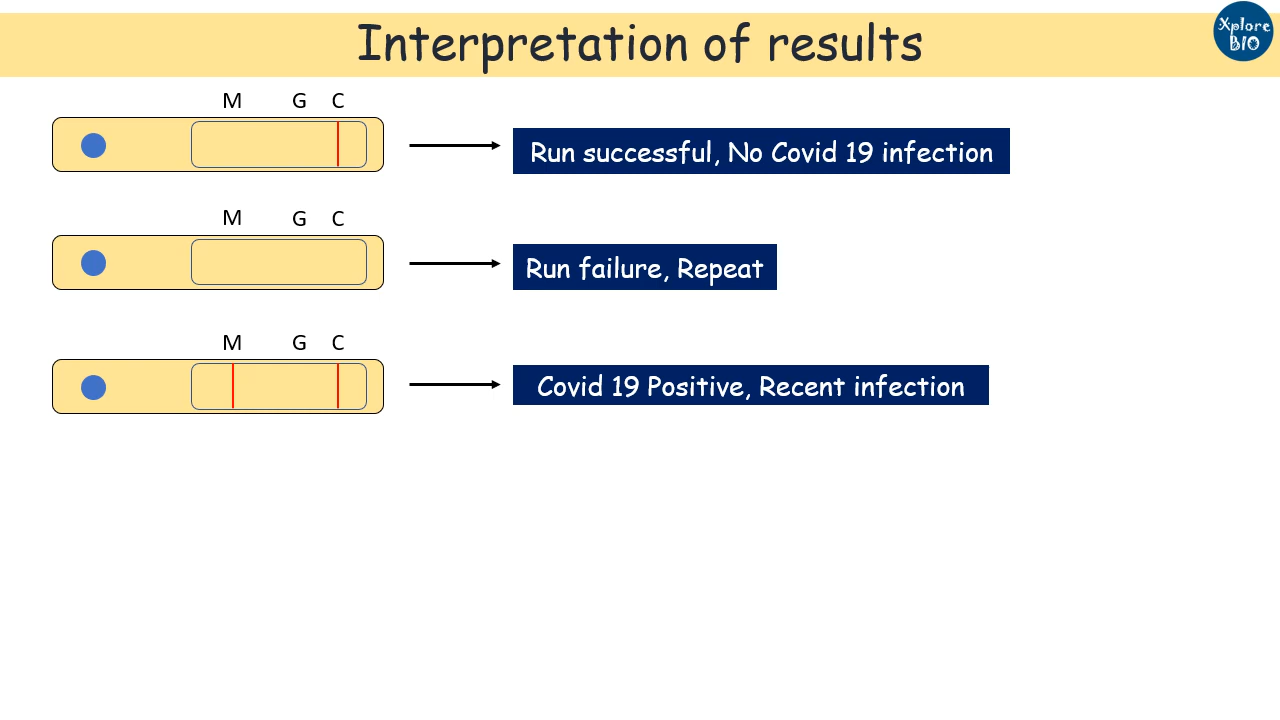 Interpretation of results
Xplore
BIO
M G C
Run successful, No Covid 19 infection
M G C
Run failure, Repeat
M G C
Covid 19 Positive, Recent infection